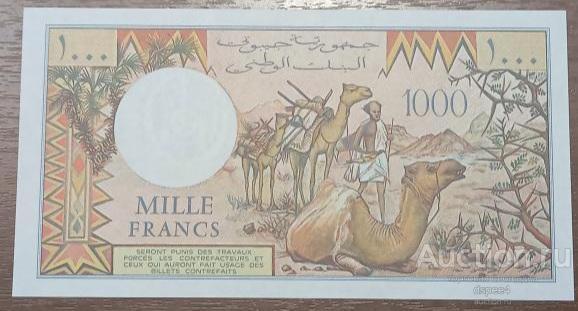 ١٠٠٠ جمهورية جيبوتي ١٠٠٠
البنك الوطني
1000
MILLE
FRANCS
SERONT PUNIS DES TRAVAUX
FORCÉS LES CONTREFACTEURS ET
CEUX QUI AURONT FAIT USAGE DES
BILLETS CONTREFAITS
Auction.ru
dspee4